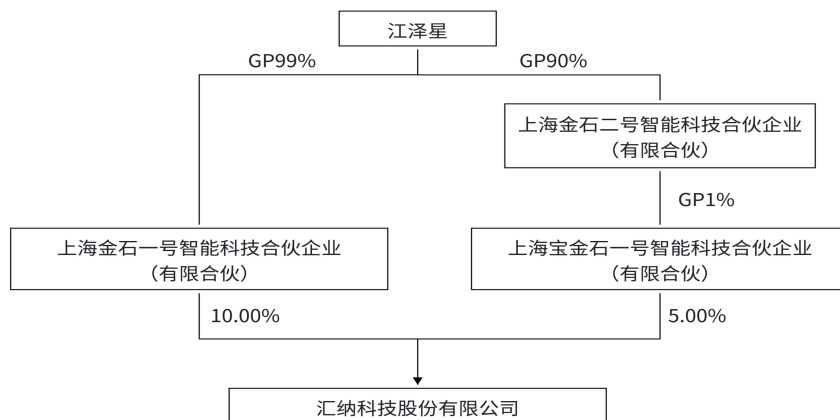 江泽星
GP99%
GP90%
上海金石二号智能科技合伙企业
（有限合伙）
GP1%
上海金石一号智能科技合伙企业
（有限合伙）
上海宝金石一号智能科技合伙企业
（有限合伙）
10.00%
5.00%
汇纳科技股份有限公司